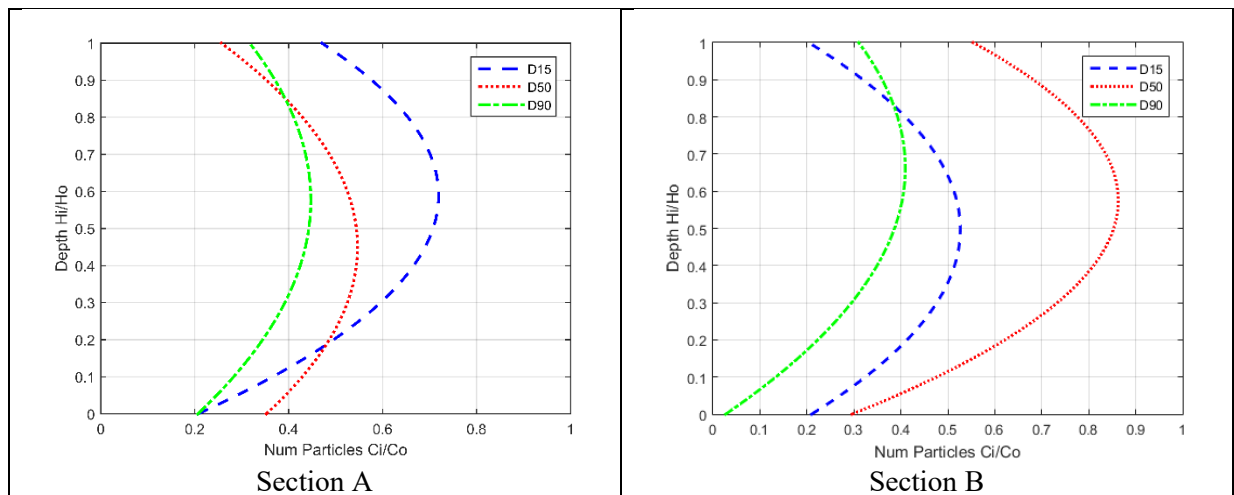 1
0.9
0.8
0.7
0.6
0.5
0.4
0.3
0.2
0.1
0
Depth Hi/Ho
D15
D50
D90
0 0.2 0.4 0.6 0.8 1
Num Particles Ci/Co
Section A
1
0.9
0.8
0.7
0.6
0.5
0.4
0.3
0.2
0.1
0
Depth Hi/Ho
D15
D50
D90
0 0.1 0.2 0.3 0.4 0.5 0.6 0.7 0.8 0.9 1
Num Particles Ci/Co
Section B